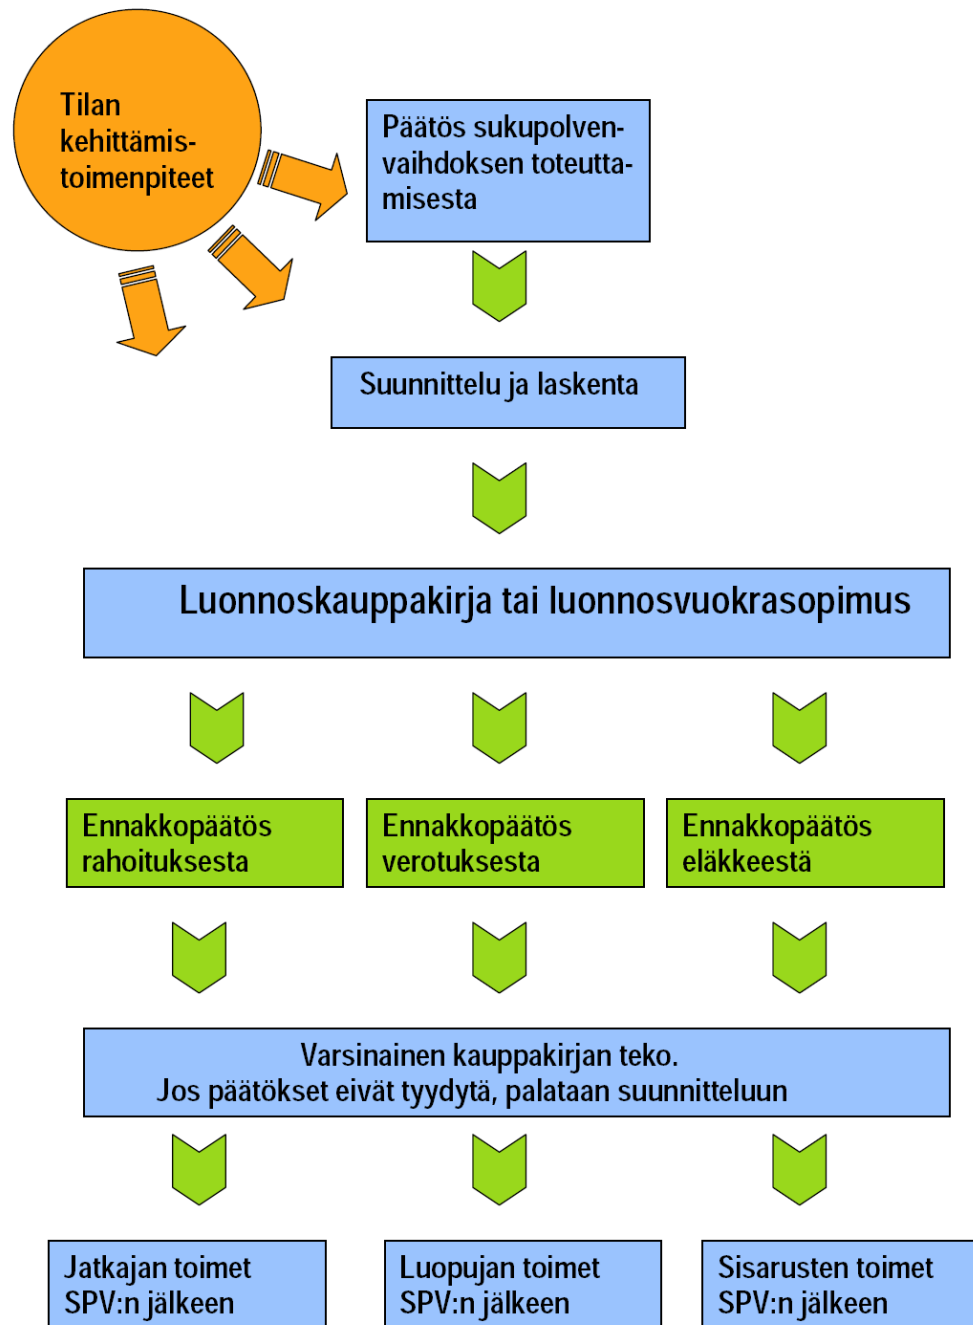 Tilan
kehittämis-
toimenpiteet
Päätös sukupolven-
vaihdoksen toteutta-
misesta
Suunnittelu ja laskenta
Luonnoskauppakirja tai luonnosvuokrasopimus
Ennakkopäätös
rahoituksesta
Ennakkopäätös
verotuksesta
Ennakkopäätös
eläkkeestä
Varsinainen kauppakirjan teko.
Jos päätökset eivät tyydytä, palataan suunnitteluun
Jatkajan toimet
SPV:n jälkeen
Luopujan toimet
SPV:n jälkeen
Sisarusten toimet
SPV:n jälkeen